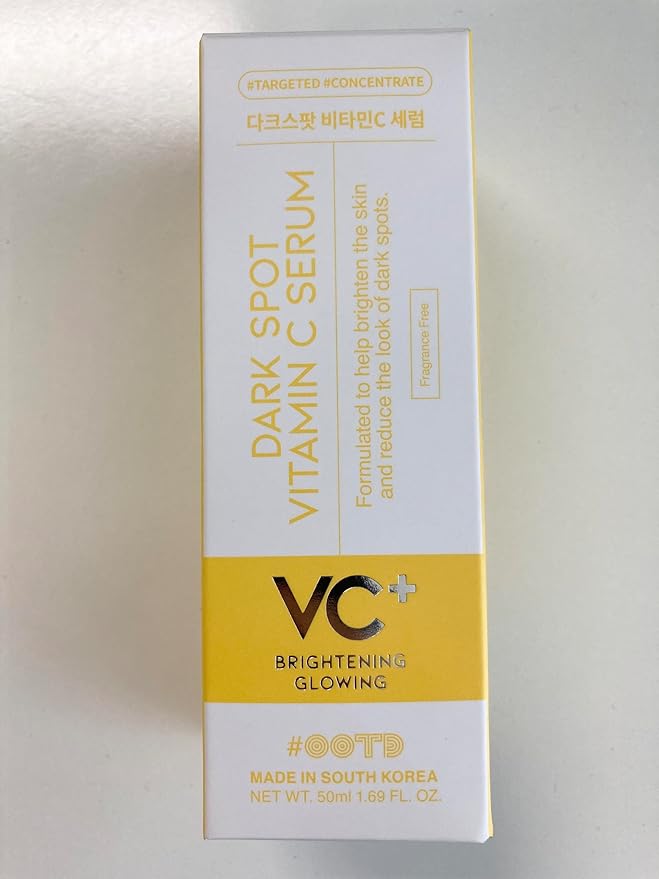 #TARGETED #CONCENTRATE
다크스팟 비타민C 세럼
DARK SPOT
VITAMIN C SERUM
Formulated to help brighten the skin
and reduce the look of dark spots.
Fragrance Free
VC+
BRIGHTENING
GLOWING
#OOTD
MADE IN SOUTH KOREA
NET WT. 50ml 1.69 FL. OZ.